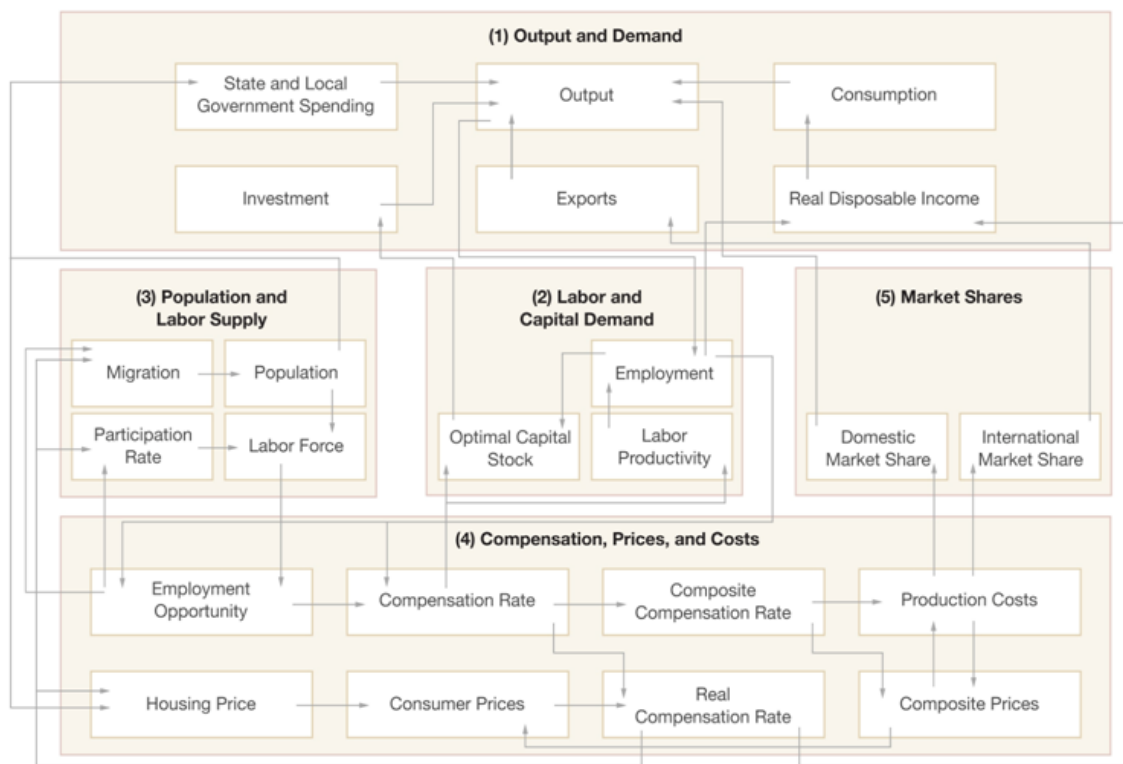 (1) Output and Demand
State and Local
Government Spending
Output
Consumption
Investment
Exports
Real Disposable Income
(3) Population and
Labor Supply
Migration
Population
Participation
Rate
Labor Force
(2) Labor and
Capital Demand
Employment
Optimal Capital
Stock
Labor
Productivity
(5) Market Shares
Domestic
Market Share
International
Market Share
(4) Compensation, Prices, and Costs
Employment
Opportunity
Compensation Rate
Composite
Compensation Rate
Production Costs
Housing Price
Consumer Prices
Real
Compensation Rate
Composite Prices